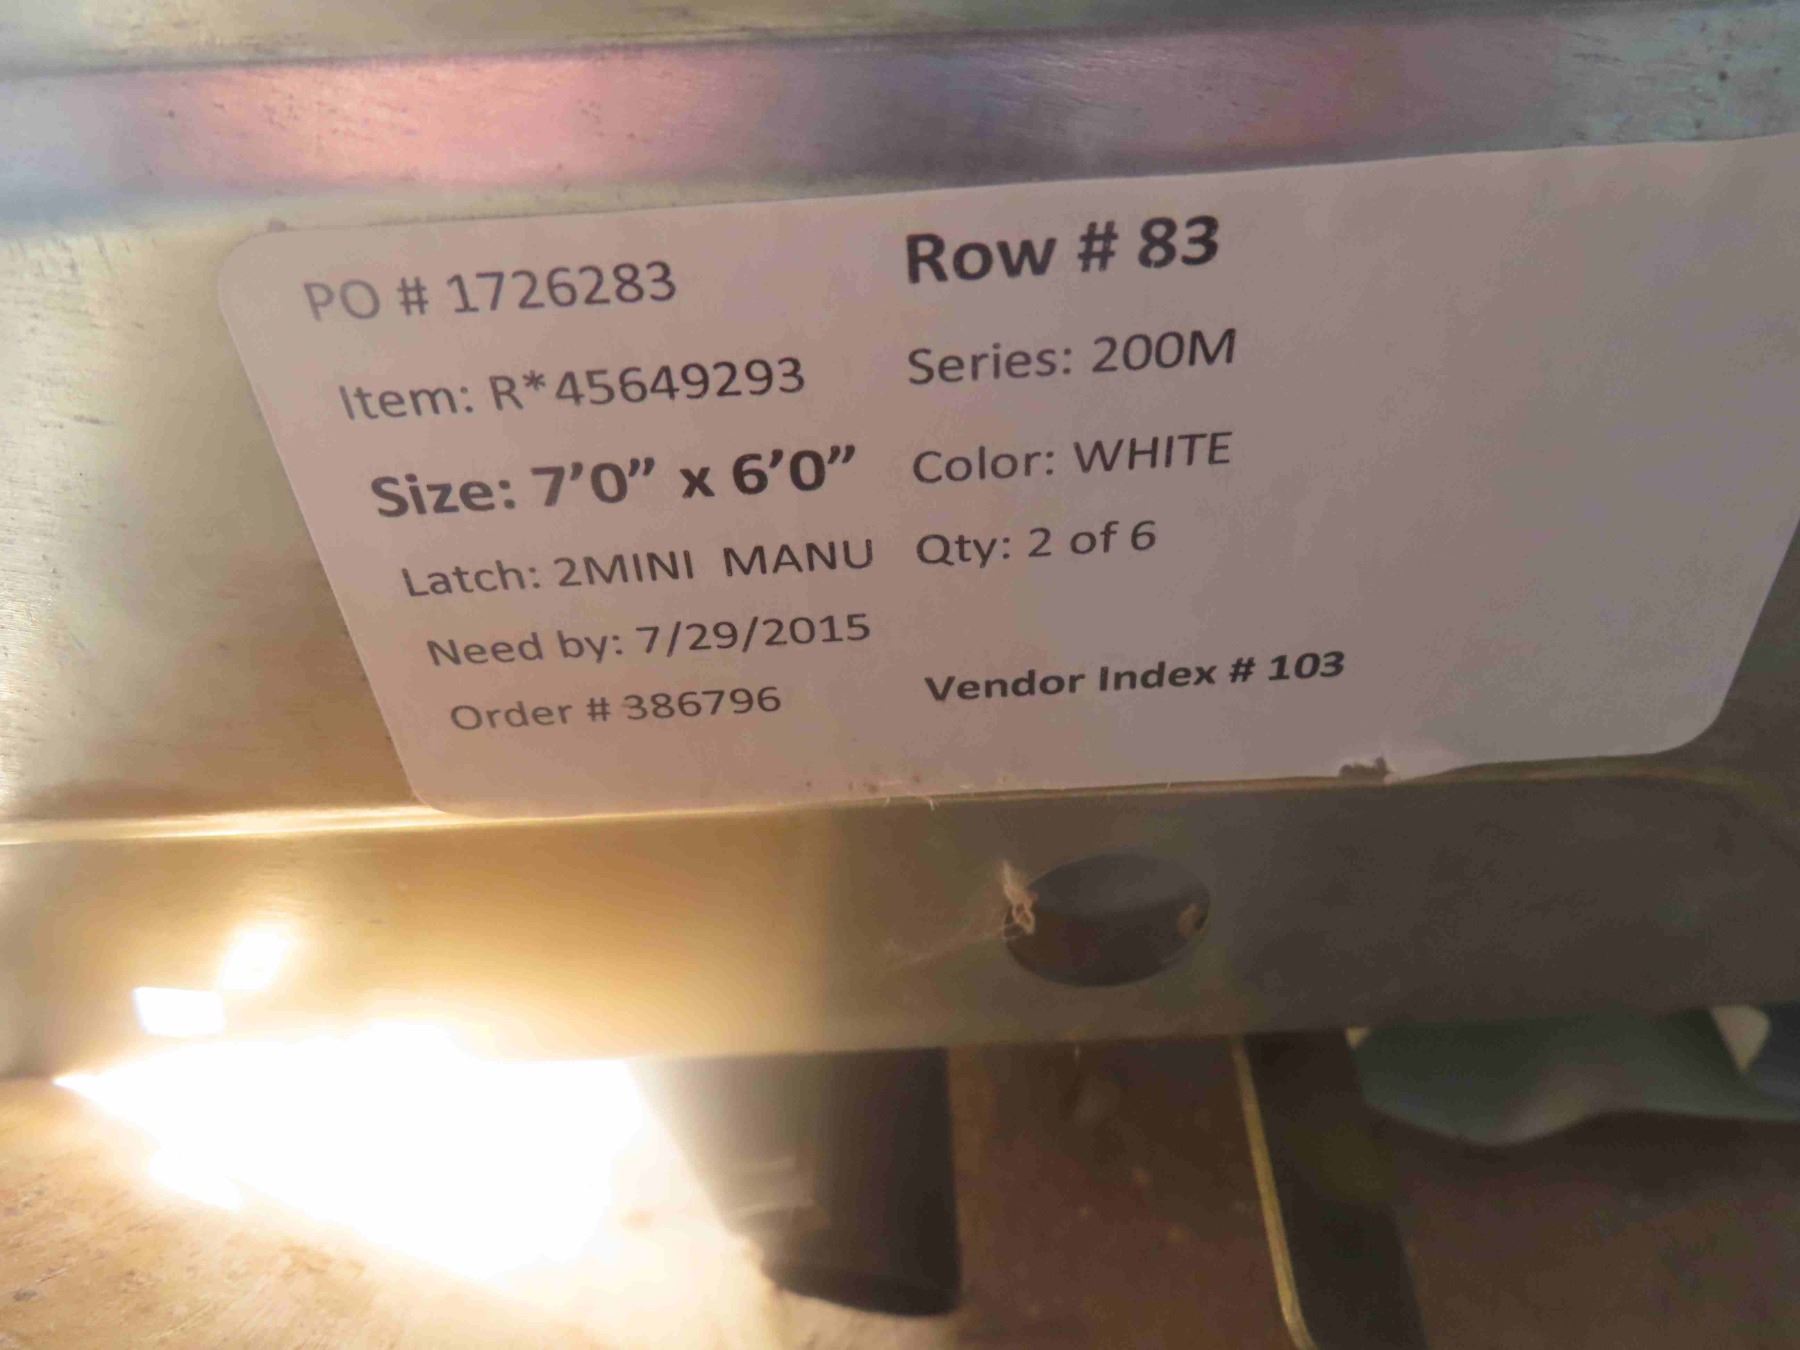 PO # 1726283 Row # 83
Item: R*45649293 Series: 200M
Size: 7’0” x 6’0” Color: WHITE
Latch: 2MINI MANU Qty: 2 of 6
Need by: 7/29/2015
Order # 386796 Vendor Index # 103